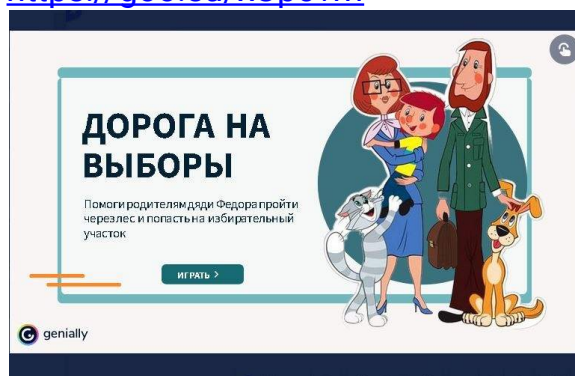 ДОРОГА НА
ВЫБОРЫ
Помоги родителям дяди Федора пройти
через лес и попасть на избирательный
участок
ИГРАТЬ >
genially